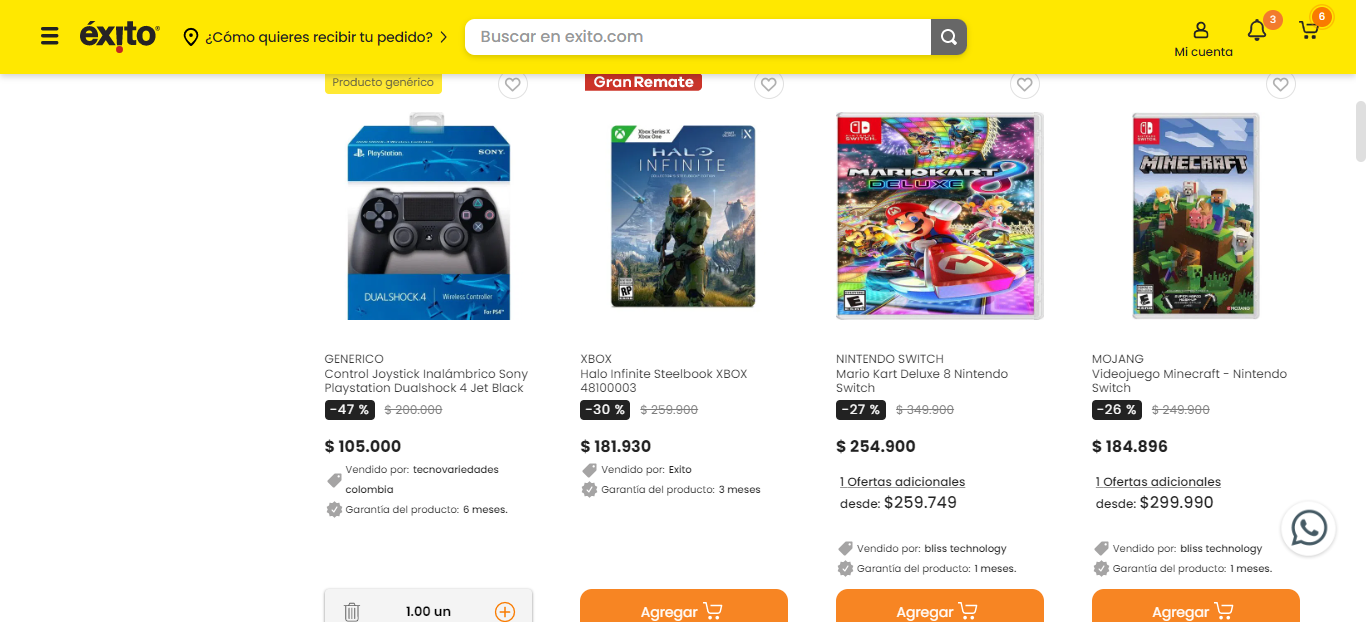 éxito
¿Cómo quieres recibir tu pedido?
Buscar en exito.com
Mi cuenta
3
6
Producto genérico
GranRemate
PlayStation.
SONY.
DUALSHOCK 4
Wireless Controller
For PS4
Xbox Series X
Xbox One
HALO
INFINITE
RP
NINTENDO
SWITCH
MARIOKART
DELUXE 8
E
NINTENDO
SWITCH
MINECRAFT
MOJANG
GENERICO
Control Joystick Inalámbrico Sony
Playstation Dualshock 4 Jet Black
-47 % $ 200.000
$ 105.000
Vendido por: tecnovariedades
colombia
Garantía del producto: 6 meses.
1.00 un
XBOX
Halo Infinite Steelbook XBOX
48100003
-30 % $ 259.900
$ 181.930
Vendido por: Exito
Garantía del producto: 3 meses
Agregar
NINTENDO SWITCH
Mario Kart Deluxe 8 Nintendo
Switch
-27 % $ 349.900
$ 254.900
1 Ofertas adicionales
desde: $259.749
Vendido por: bliss technology
Garantía del producto: 1 meses.
Agregar
MOJANG
Videojuego Minecraft - Nintendo
Switch
-26 % $ 249.900
$ 184.896
1 Ofertas adicionales
desde: $299.990
Vendido por: bliss technology
Garantía del producto: 1 meses.
Agregar